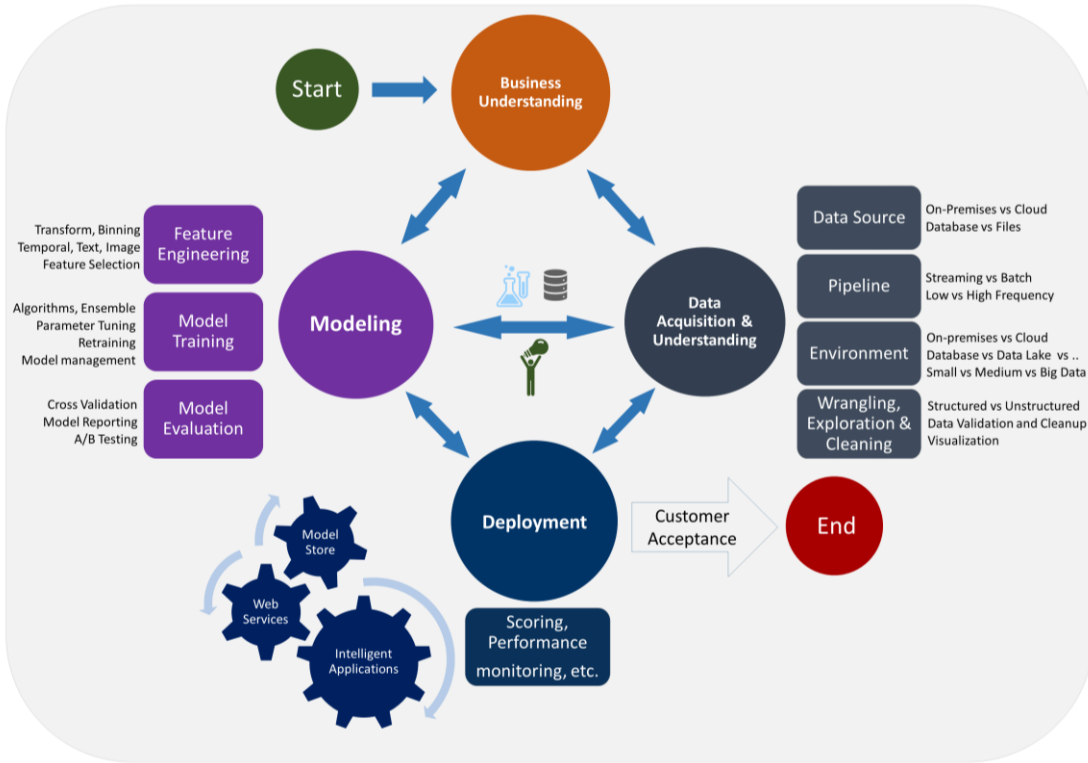 Start
Business
Understanding
Transform, Binning
Temporal, Text, Image
Feature Selection
Feature
Engineering
Algorithms, Ensemble
Parameter Tuning
Retraining
Model management
Model
Training
Cross Validation
Model Reporting
A/B Testing
Model
Evaluation
Modeling
Data
Acquisition &
Understanding
Data Source
On-Premises vs Cloud
Database vs Files
Pipeline
Streaming vs Batch
Low vs High Frequency
Environment
On-premises vs Cloud
Database vs Data Lake vs ..
Small vs Medium vs Big Data
Wrangling,
Exploration &
Cleaning
Structured vs Unstructured
Data Validation and Cleanup
Visualization
Deployment
Customer
Acceptance
End
Model
Store
Web
Services
Intelligent
Applications
Scoring,
Performance
monitoring, etc.